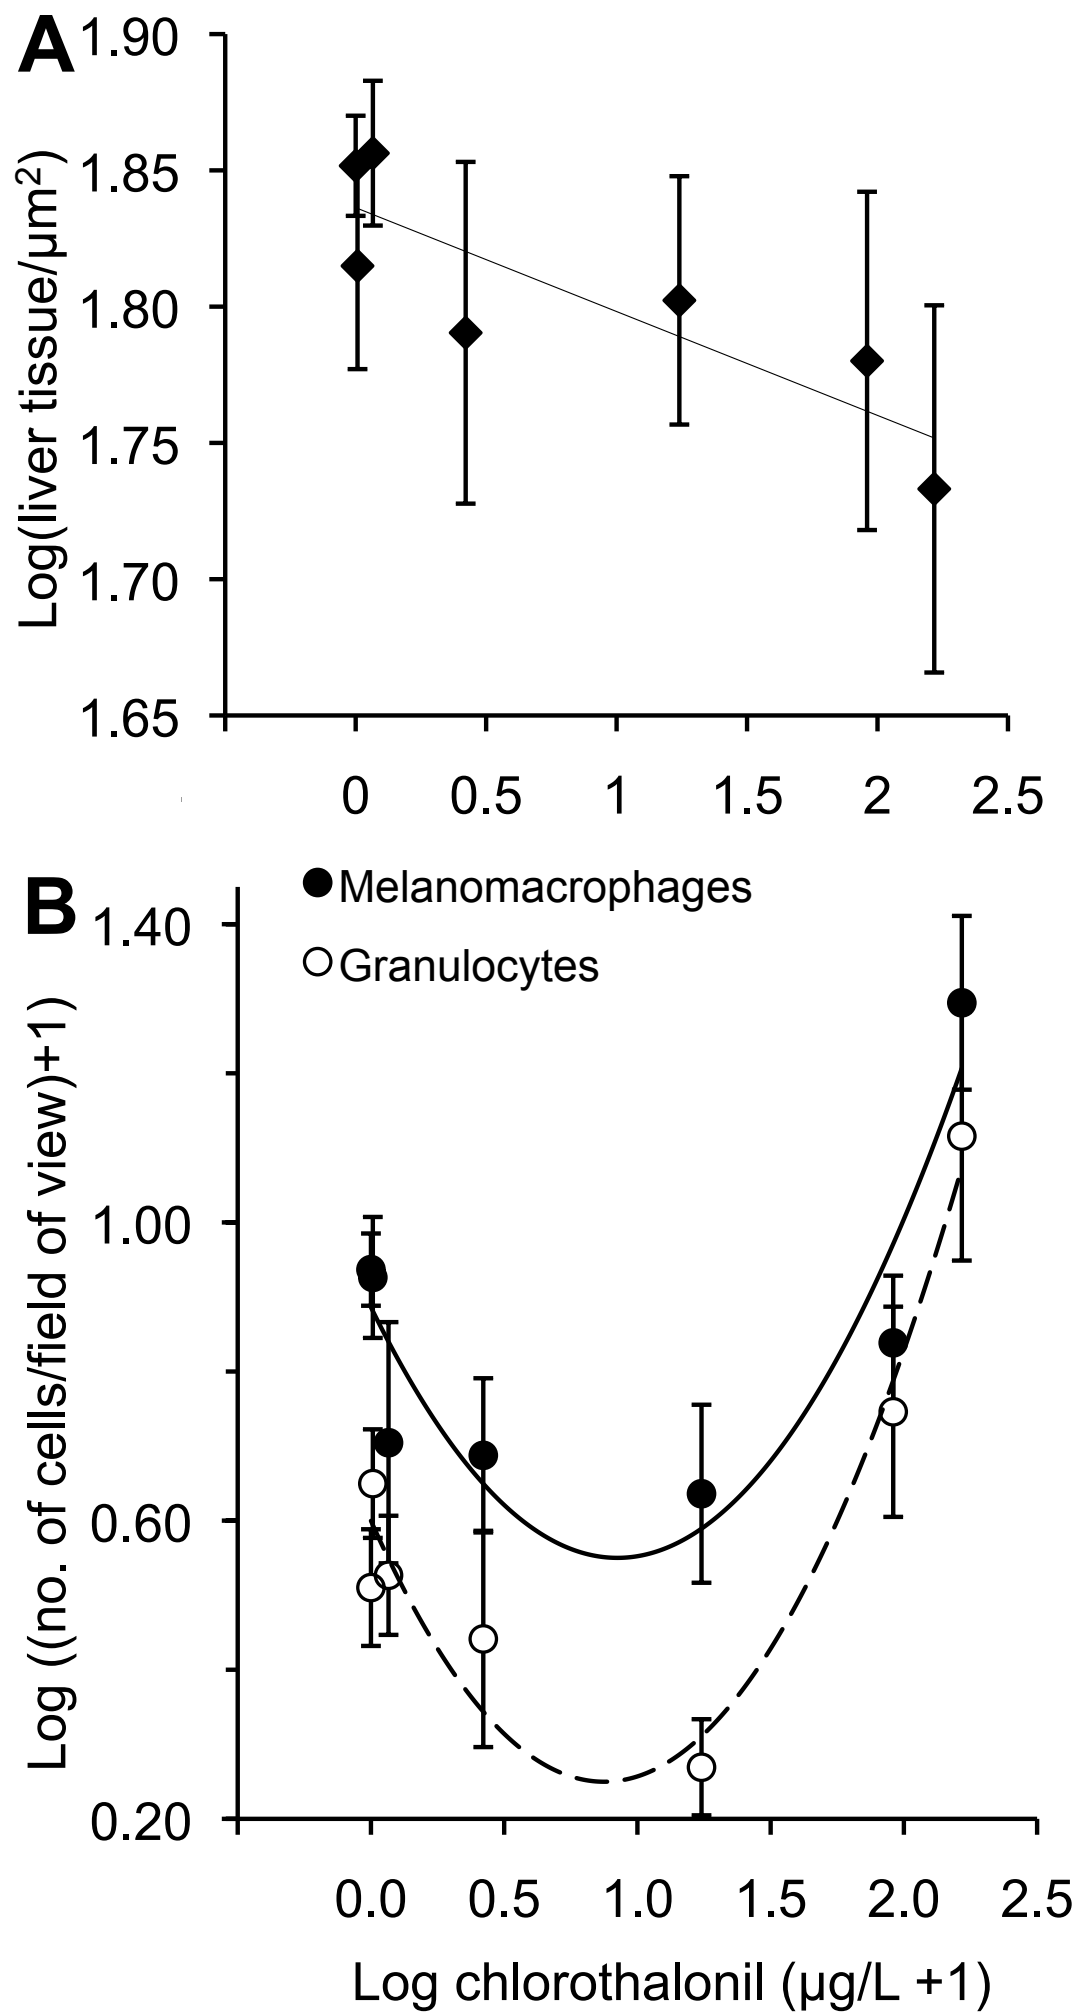 A
1.90
1.85
1.80
1.75
1.70
1.65
Log(liver tissue/µm²)
0 0.5 1 1.5 2 2.5
B
Melanomacrophages
Granulocytes
1.40
1.00
0.60
0.20
Log ((no. of cells/field of view)+1)
0.0 0.5 1.0 1.5 2.0 2.5
Log chlorothalonil (µg/L +1)